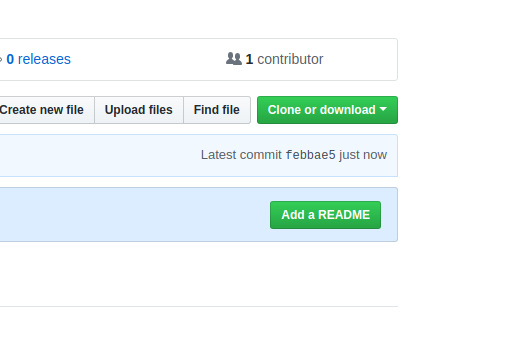 0 releases
1 contributor
Create new file Upload files Find file Clone or download
Latest commit febbae5 just now
Add a README